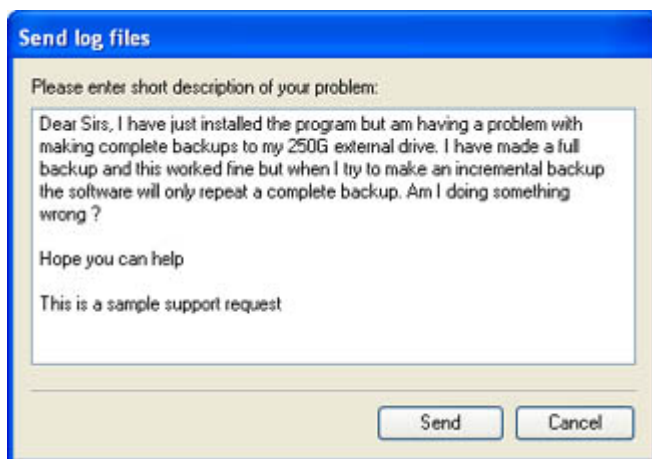 Send log files
Please enter short description of your problem:
Dear Sirs, I have just installed the program but am having a problem with
making complete backups to my 250G external drive. I have made a full
backup and this worked fine but when I try to make an incremental backup
the software will only repeat a complete backup. Am I doing something
wrong ?
Hope you can help
This is a sample support request
Send
Cancel